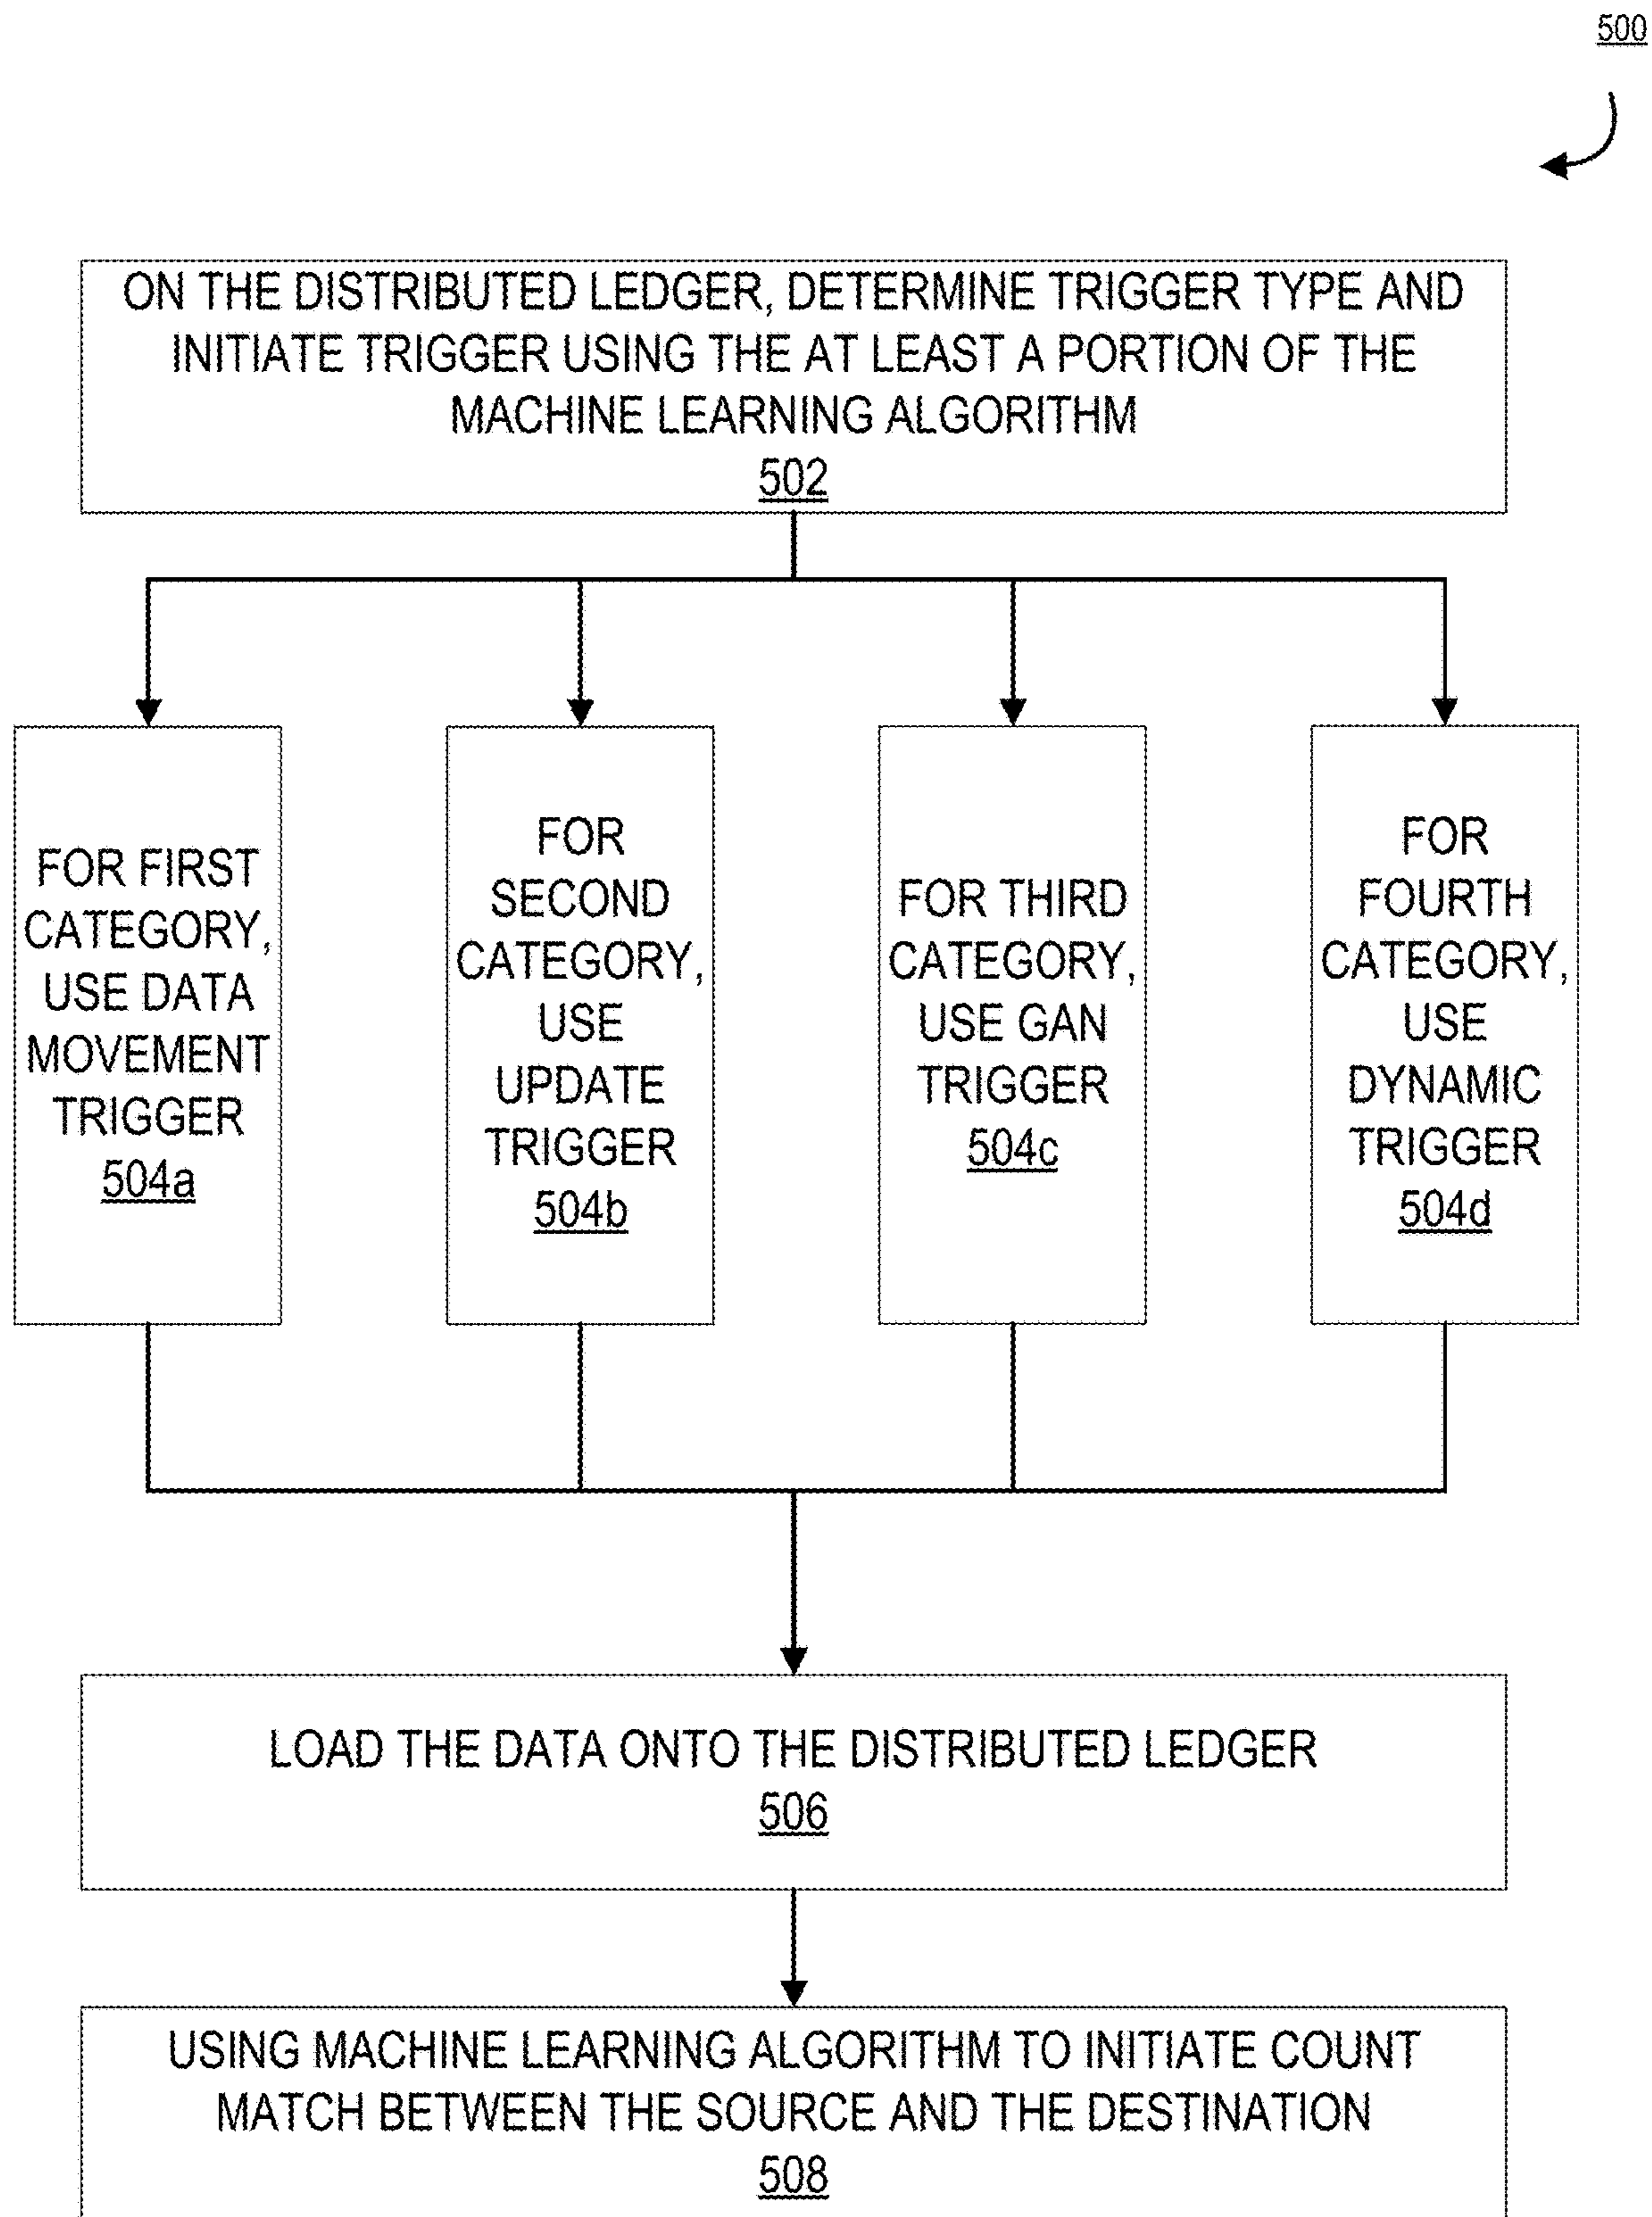 500
ON THE DISTRIBUTED LEDGER, DETERMINE TRIGGER TYPE AND
INITIATE TRIGGER USING THE AT LEAST A PORTION OF THE
MACHINE LEARNING ALGORITHM
502
FOR FIRST
CATEGORY,
USE DATA
MOVEMENT
TRIGGER
504a
FOR
SECOND
CATEGORY,
USE
UPDATE
TRIGGER
504b
FOR THIRD
CATEGORY,
USE GAN
TRIGGER
504c
FOR
FOURTH
CATEGORY,
USE
DYNAMIC
TRIGGER
504d
LOAD THE DATA ONTO THE DISTRIBUTED LEDGER
506
USING MACHINE LEARNING ALGORITHM TO INITIATE COUNT
MATCH BETWEEN THE SOURCE AND THE DESTINATION
508